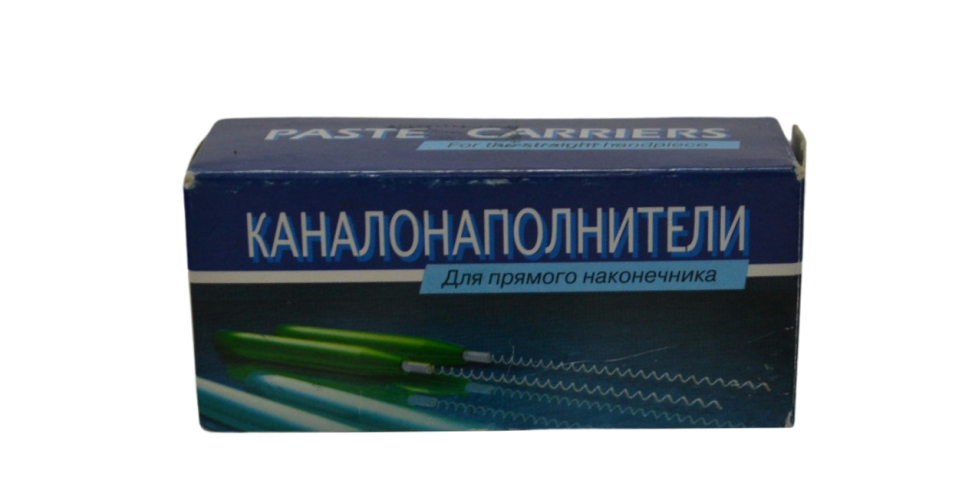 PASTE CARRIERS
For the straight handpiece
КАНАЛОНАПОЛНИТЕЛИ
Для прямого наконечника